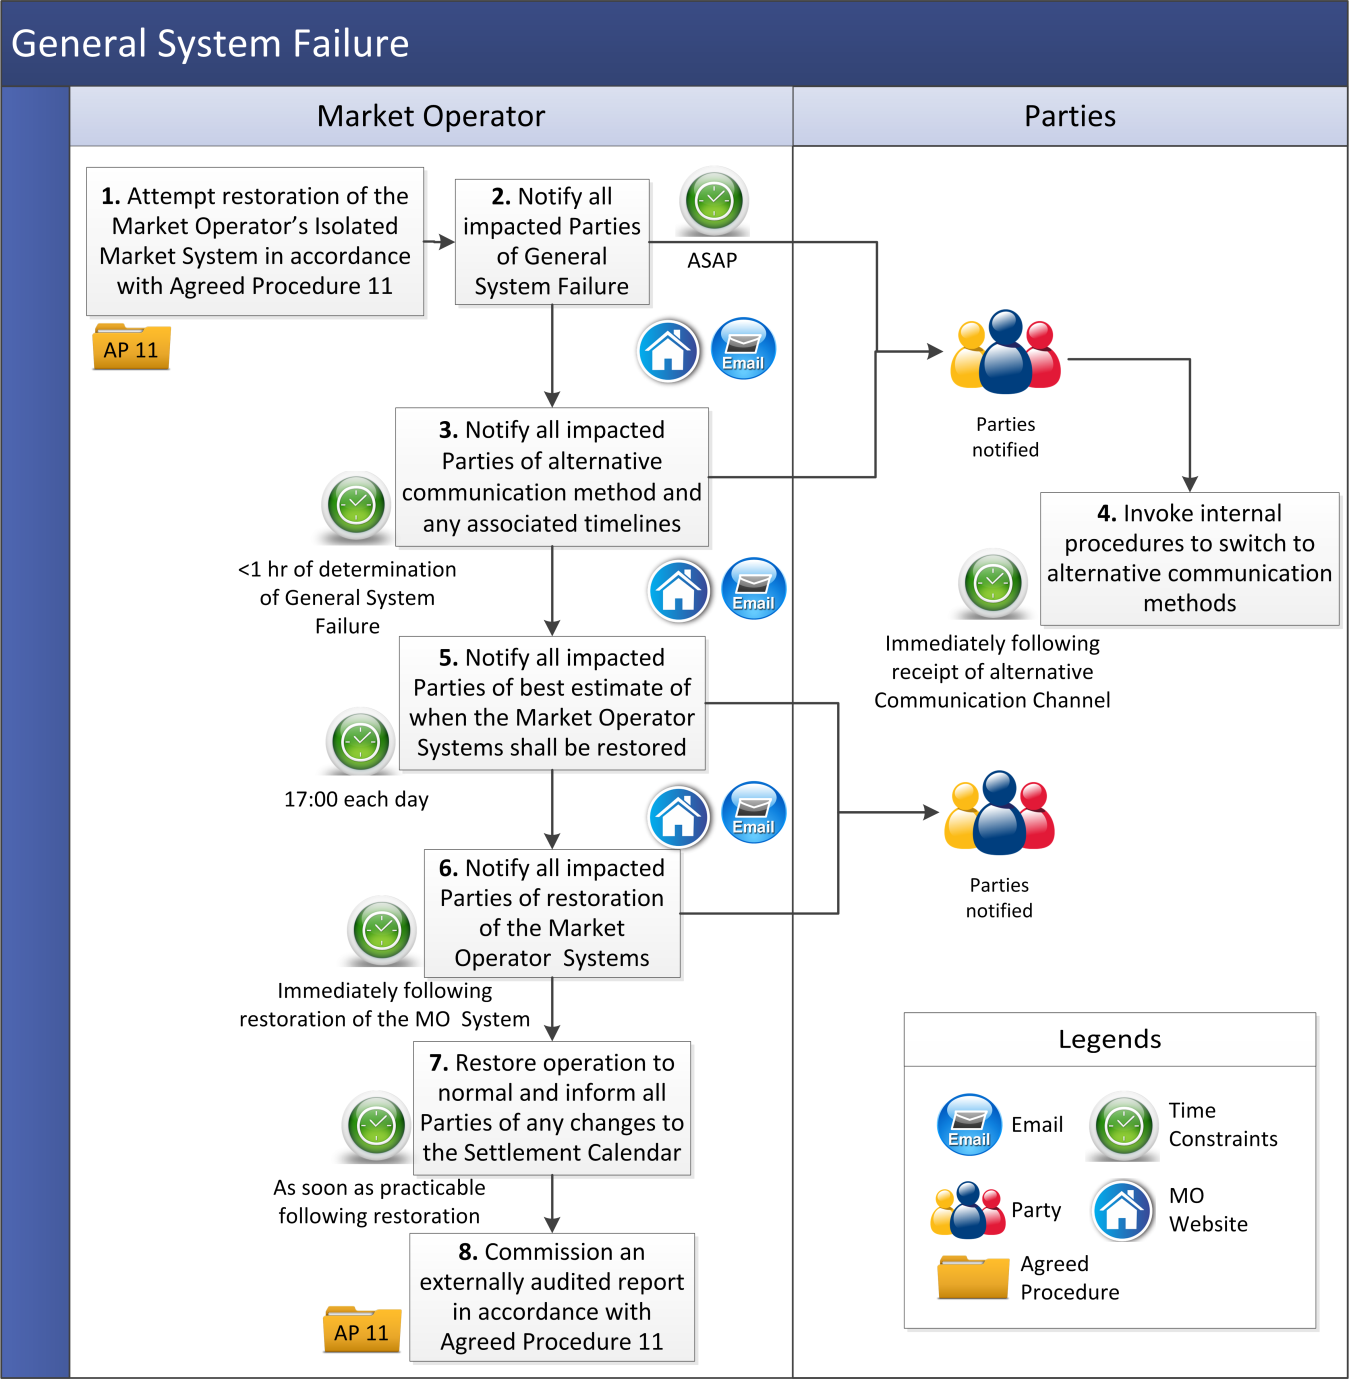 General System Failure
Market Operator
Parties
1. Attempt restoration of the
Market Operator’s Isolated
Market System in accordance
with Agreed Procedure 11
AP 11
2. Notify all
impacted Parties
of General
System Failure
ASAP
Email
Parties
notified
3. Notify all impacted
Parties of alternative
communication method and
any associated timelines
<1 hr of determination
of General System
Failure
Email
4. Invoke internal
procedures to switch to
alternative communication
methods
Immediately following
receipt of alternative
Communication Channel
5. Notify all impacted
Parties of best estimate of
when the Market Operator
Systems shall be restored
17:00 each day
Email
Parties
notified
6. Notify all impacted
Parties of restoration
of the Market
Operator  Systems
Immediately following
restoration of the MO  System
7. Restore operation to
normal and inform all
Parties of any changes to
the Settlement Calendar
As soon as practicable
following restoration
8. Commission an
externally audited report
in accordance with
Agreed Procedure 11
AP 11
Legends
Email
Email
Time
Constraints
Party
MO
Website
Agreed
Procedure